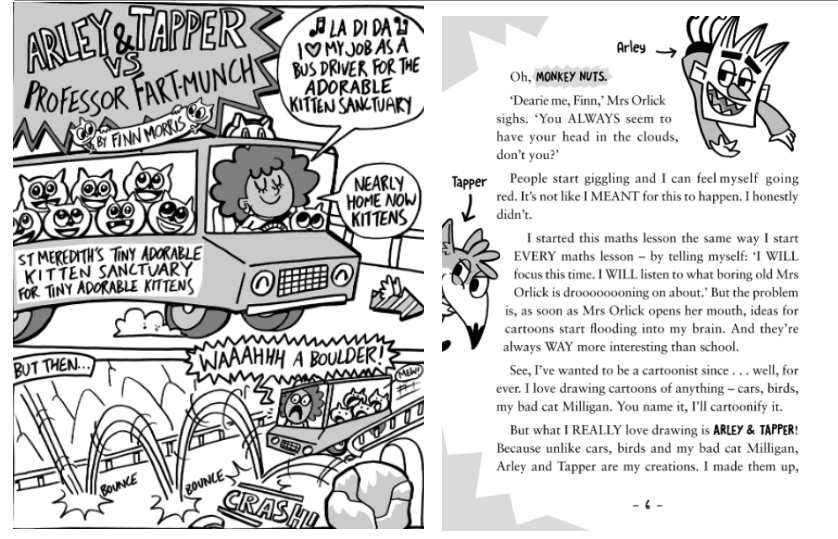 ARLEY & TAPPER
VS
PROFESSOR FART-MUNCH
BY FINN MORRIS
LA DI DA
I ♥ MY JOB AS A
BUS DRIVER FOR THE
ADORABLE
KITTEN SANCTUARY
NEARLY
HOME NOW
KITTENS
ST MEREDITH'S TINY ADORABLE
KITTEN SANCTUARY
FOR TINY ADORABLE KITTENS
BUT THEN...
WAAAHHH A BOULDER!
MEW!
BOUNCE
BOUNCE
CRASH!
Arley
Oh, MONKEY NUTS.
‘Dearie me, Finn,’ Mrs Orlick
sighs. ‘You ALWAYS seem to
have your head in the clouds,
don’t you?’
People start giggling and I can feel myself going
red. It’s not like I MEANT for this to happen. I honestly
didn’t.
Tapper
I started this maths lesson the same way I start
EVERY maths lesson – by telling myself: ‘I WILL
focus this time. I WILL listen to what boring old Mrs
Orlick is droooooooning on about.’ But the problem
is, as soon as Mrs Orlick opens her mouth, ideas for
cartoons start flooding into my brain. And they’re
always WAY more interesting than school.
See, I’ve wanted to be a cartoonist since . . . well, for
ever. I love drawing cartoons of anything – cars, birds,
my bad cat Milligan. You name it, I’ll cartoonify it.
But what I REALLY love drawing is ARLEY & TAPPER!
Because unlike cars, birds and my bad cat Milligan,
Arley and Tapper are my creations. I made them up,
– 6 –